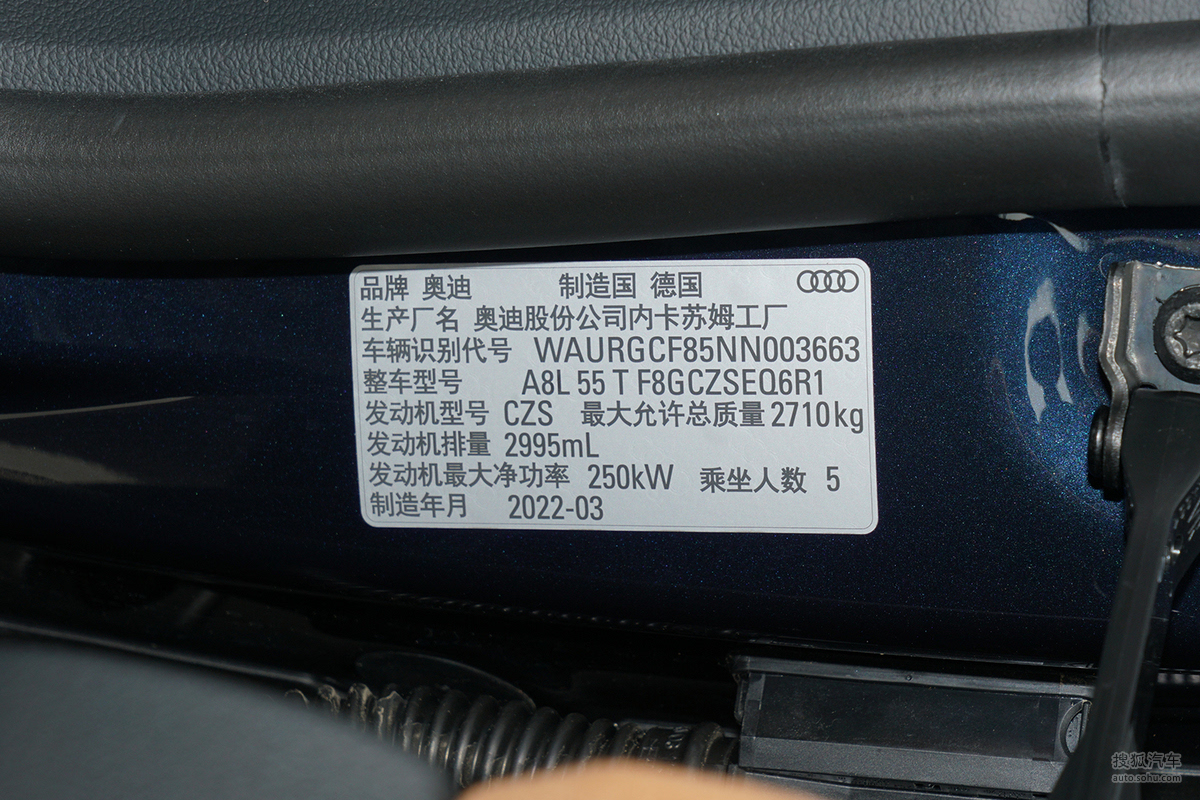 品牌 奥迪 制造国 德国
生产厂名 奥迪股份公司内卡苏姆工厂
车辆识别代号 WAURGCF85NN003663
整车型号 A8L 55 T F8GCZSEQ6R1
发动机型号 CZS 最大允许总质量 2710kg
发动机排量 2995mL
发动机最大净功率 250kW 乘坐人数 5
制造年月 2022-03
搜狐汽车
auto.sohu.com